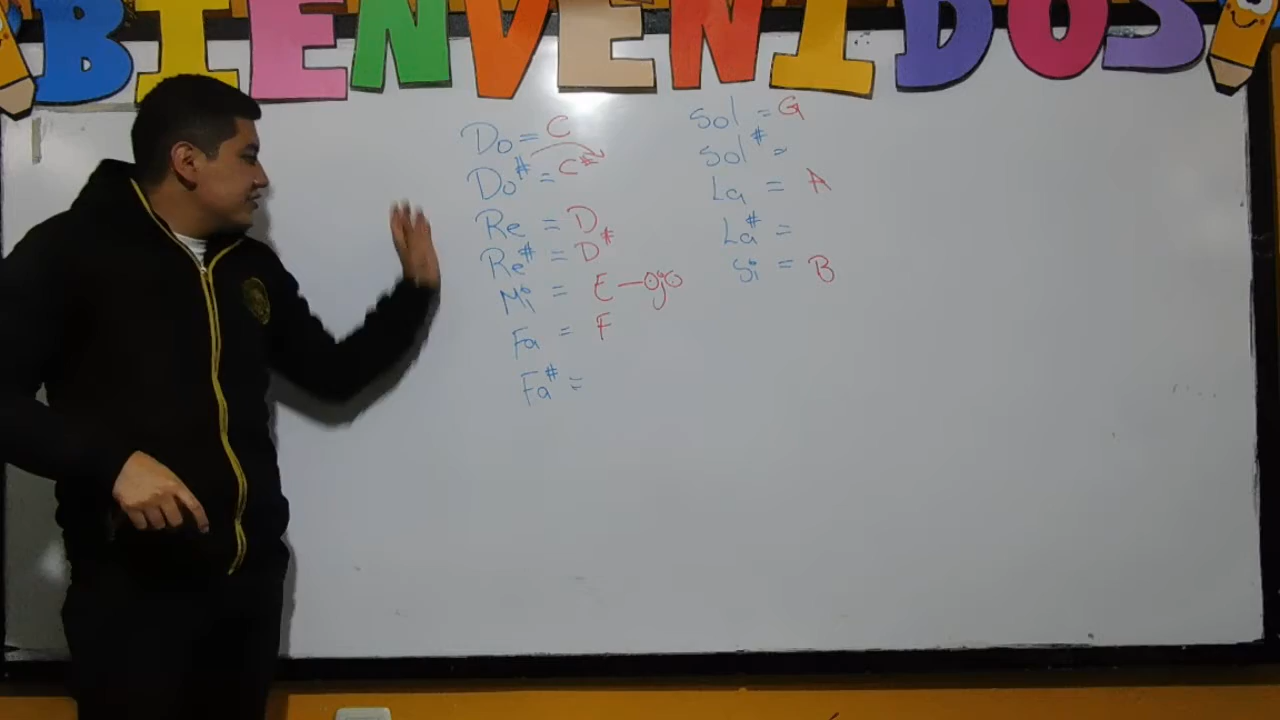 BIENVENIDOS
Do = C
Do# = C#
Re = D
Re# = D#
Mi = E — Ojo
Fa = F
Fa# =
Sol = G
Sol# =
La = A
La# =
Si = B